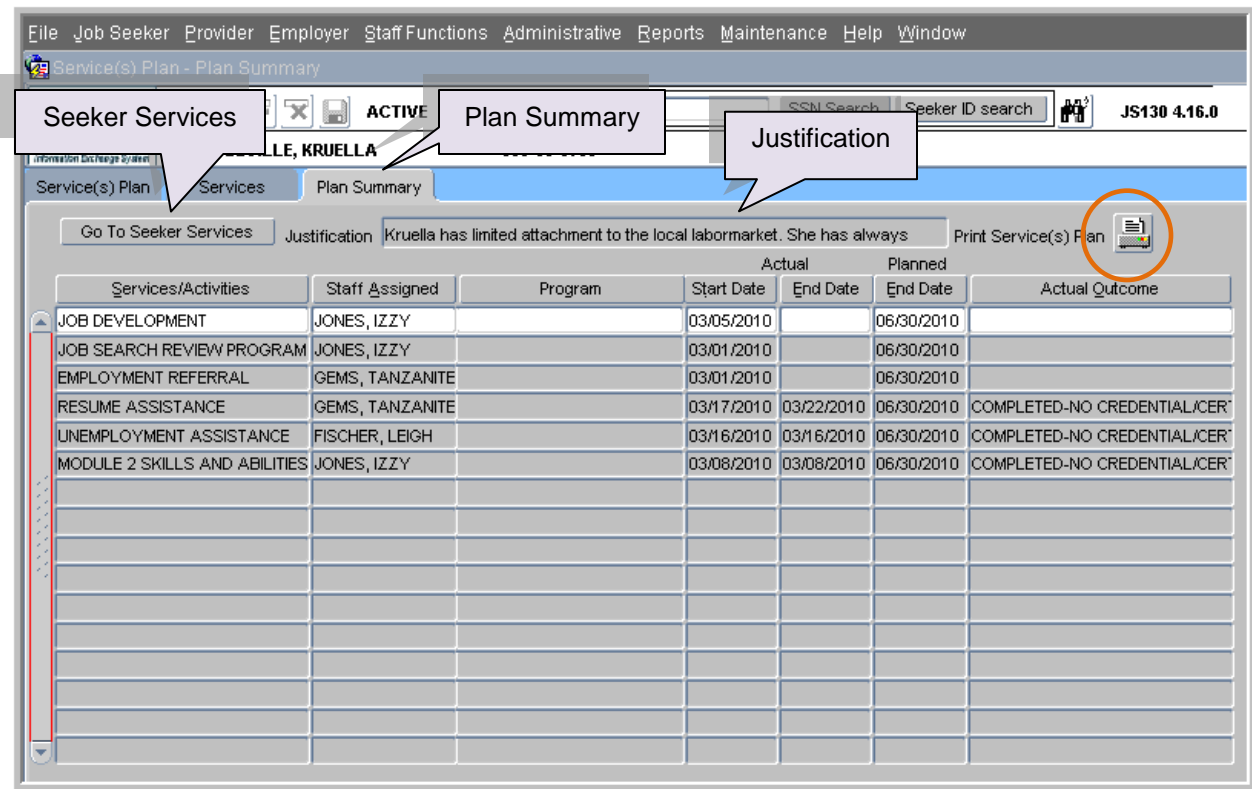 File Job Seeker Provider Employer Staff Functions Administrative Reports Maintenance Help Window
Service(s) Plan - Plan Summary
Seeker Services
ACTIVE
Plan Summary
SSN Search Seeker ID search JS130 4.16.0
Justification
KRUELLA
Service(s) Plan Services Plan Summary
Go To Seeker Services Justification Kruella has limited attachment to the local labormarket. She has always Print Service(s) Plan
Actual Planned
Services/Activities Staff Assigned Program Start Date End Date End Date Actual Outcome
JOB DEVELOPMENT JONES, IZZY 03/05/2010 06/30/2010
JOB SEARCH REVIEW PROGRAM JONES, IZZY 03/01/2010 06/30/2010
EMPLOYMENT REFERRAL GEMS, TANZANITE 03/01/2010 06/30/2010
RESUME ASSISTANCE GEMS, TANZANITE 03/17/2010 03/22/2010 06/30/2010 COMPLETED-NO CREDENTIAL/CERT
UNEMPLOYMENT ASSISTANCE FISCHER, LEIGH 03/16/2010 03/16/2010 06/30/2010 COMPLETED-NO CREDENTIAL/CERT
MODULE 2 SKILLS AND ABILITIES JONES, IZZY 03/08/2010 03/08/2010 06/30/2010 COMPLETED-NO CREDENTIAL/CERT